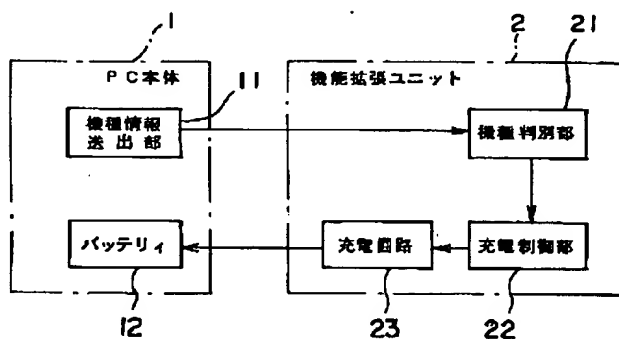 1
2
21
PC本体
11
機能拡張ユニット
機種情報
送出部
機種判別部
バッテリィ
充電回路
充電制御部
12
23
22